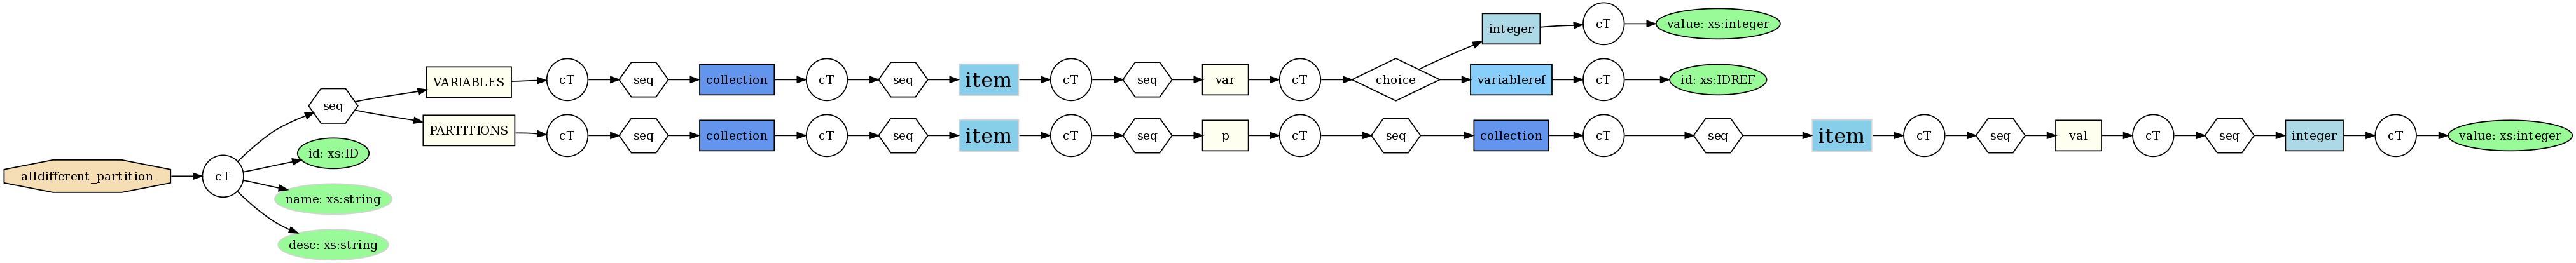 integer
cT
value: xs:integer
VARIABLES
cT
seq
collection
cT
seq
item
cT
seq
var
cT
choice
variableref
cT
id: xs:IDREF
seq
PARTITIONS
cT
seq
collection
cT
seq
item
cT
seq
p
cT
seq
collection
cT
seq
item
cT
seq
val
cT
seq
integer
cT
value: xs:integer
id: xs:ID
alldifferent_partition
cT
name: xs:string
desc: xs:string